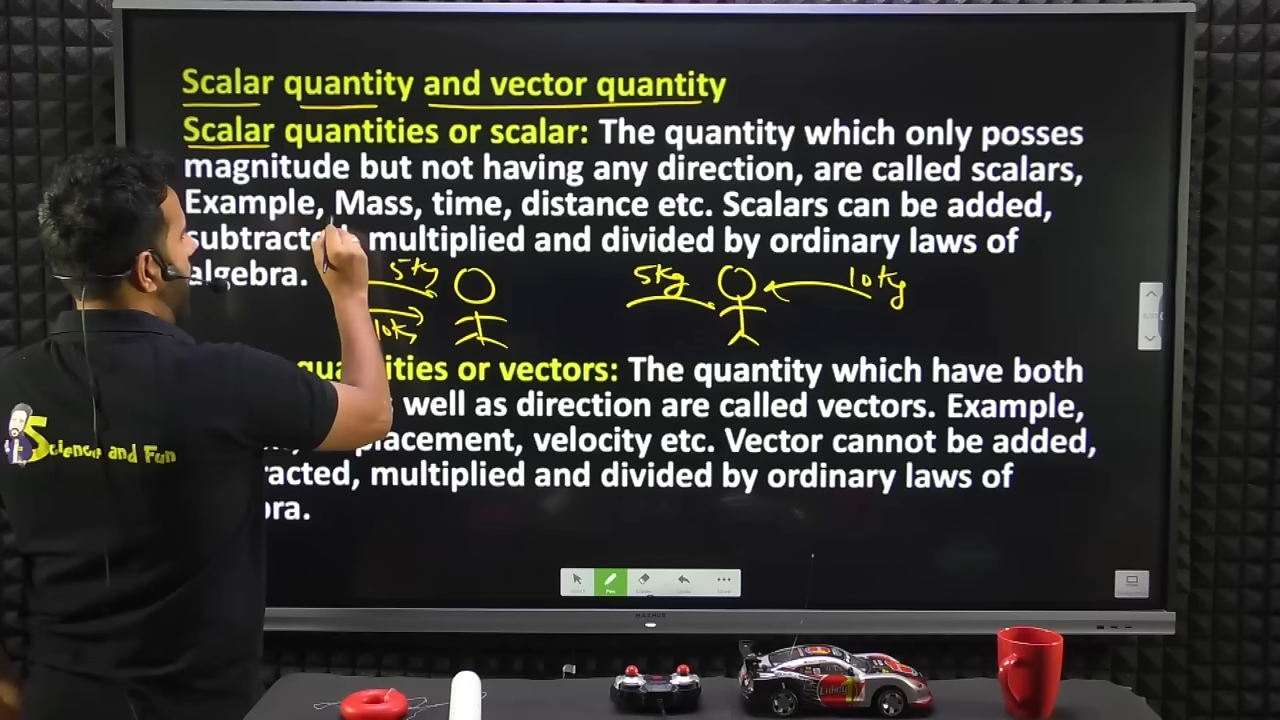 Scalar quantity and vector quantity
Scalar quantities or scalar: The quantity which only posses
magnitude but not having any direction, are called scalars,
Example, Mass, time, distance etc. Scalars can be added,
multiplied and divided by ordinary laws of
algebra.
5kg
5kg
10kg
10kg
or vectors: The quantity which have both
well as direction are called vectors. Example,
velocity etc. Vector cannot be added,
multiplied and divided by ordinary laws of
Science and Fun
Pen
MAXHUB